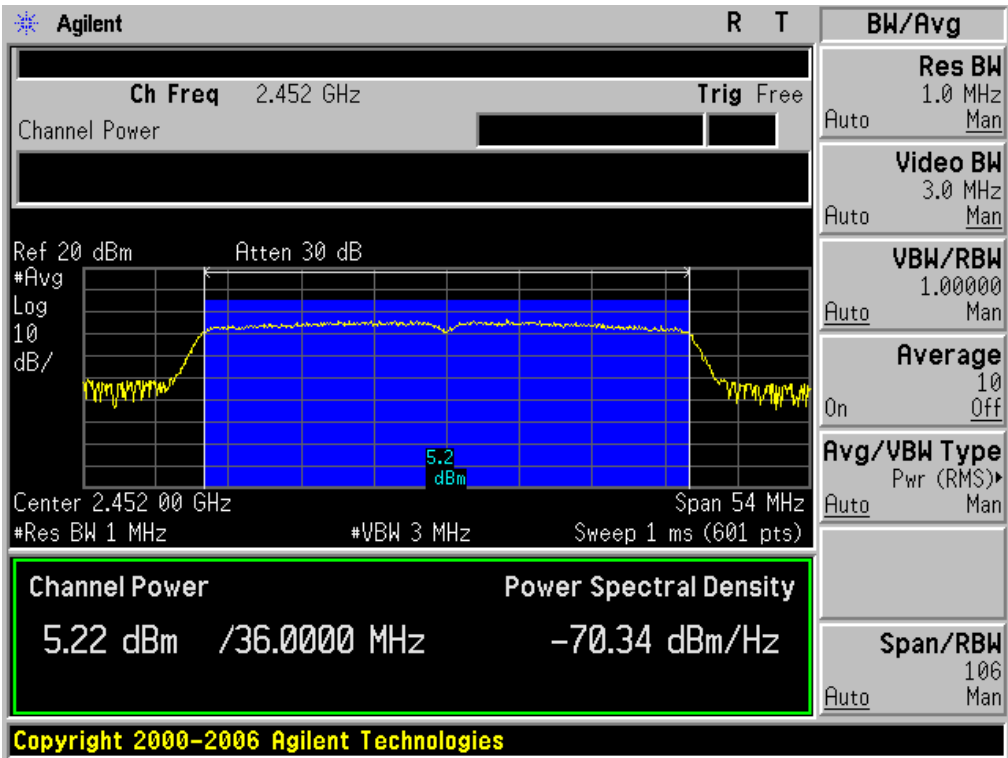 Agilent
R T
Ch Freq 2.452 GHz
Trig Free
Channel Power
Ref 20 dBm
Atten 30 dB
#Avg
Log
10
dB/
5.2
dBm
Center 2.452 00 GHz
Span 54 MHz
#Res BW 1 MHz
#VBW 3 MHz
Sweep 1 ms (601 pts)
Channel Power
Power Spectral Density
5.22 dBm /36.0000 MHz
-70.34 dBm/Hz
Copyright 2000-2006 Agilent Technologies
BW/Avg
Res BW
1.0 MHz
Auto Man
Video BW
3.0 MHz
Auto Man
VBW/RBW
1.00000
Auto Man
Average
10
On Off
Avg/VBW Type
Pwr (RMS)▸
Auto Man
Span/RBW
106
Auto Man